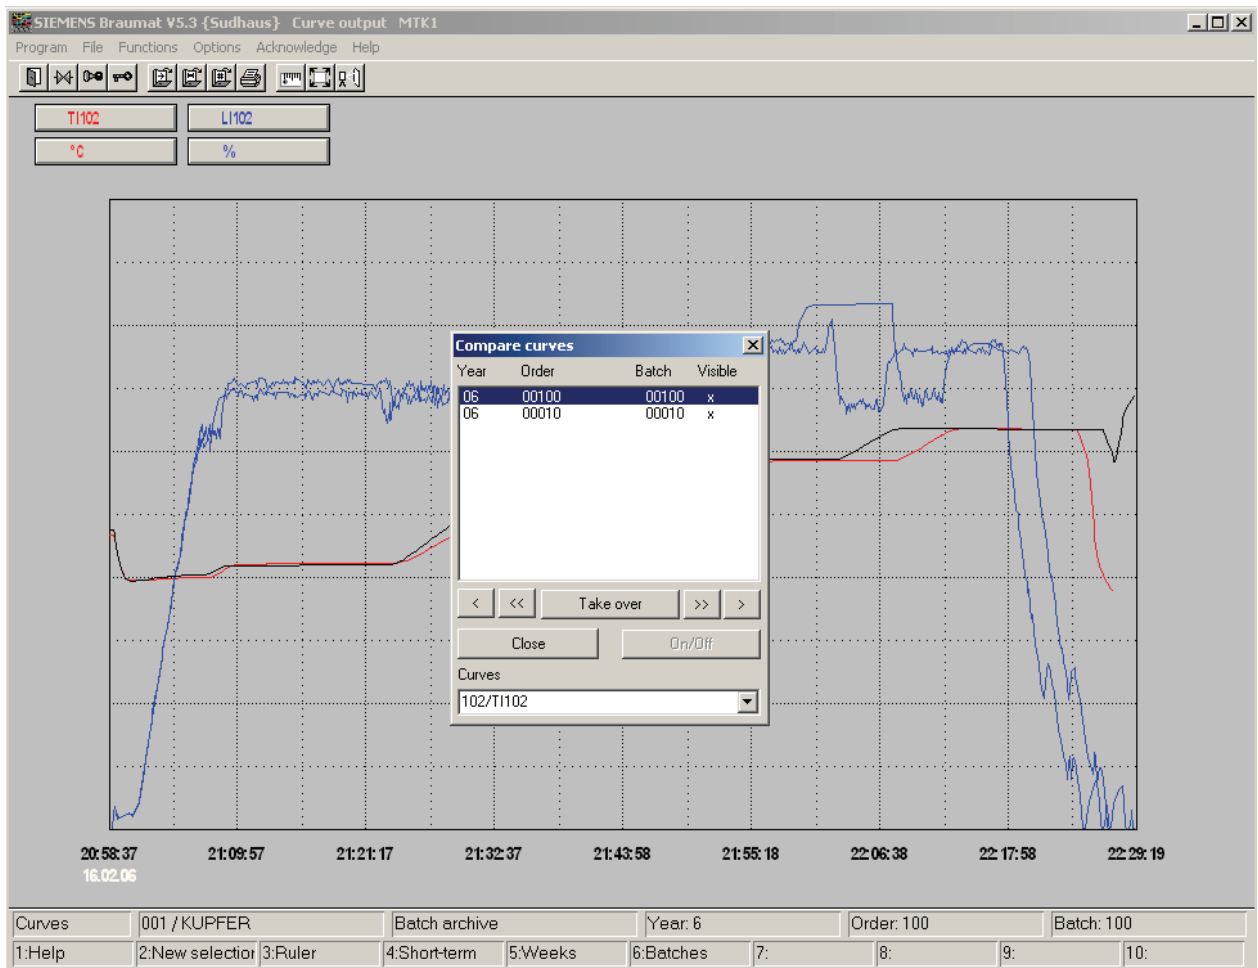 SIEMENS Braumat V5.3 {Sudhaus} Curve output MTK1
Program File Functions Options Acknowledge Help
TI102 LI102
°C %
Compare curves
Year Order Batch Visible
06 00100 00100 x
06 00010 00010 x
< << Take over >> >
Close On/Off
Curves
102/TI102
20:58:37 21:09:57 21:21:17 21:32:37 21:43:58 21:55:18 22:06:38 22:17:58 22:29:19
16.02.06
Curves 001 / KUPFER Batch archive Year: 6 Order: 100 Batch: 100
1:Help 2:New selection 3:Ruler 4:Short-term 5:Weeks 6:Batches 7: 8: 9: 10: